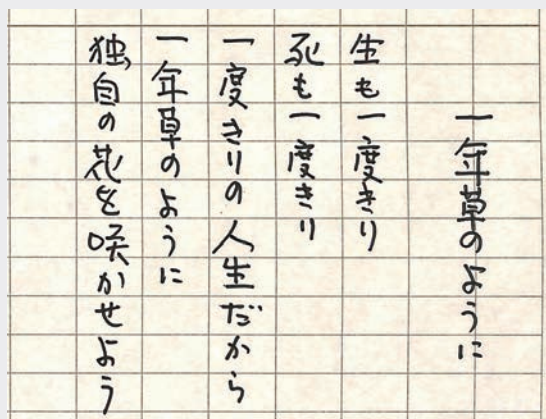 一年草のように
生も一度きり
死も一度きり
一度きりの人生だから
一年草のように
独自の花を咲かせよう